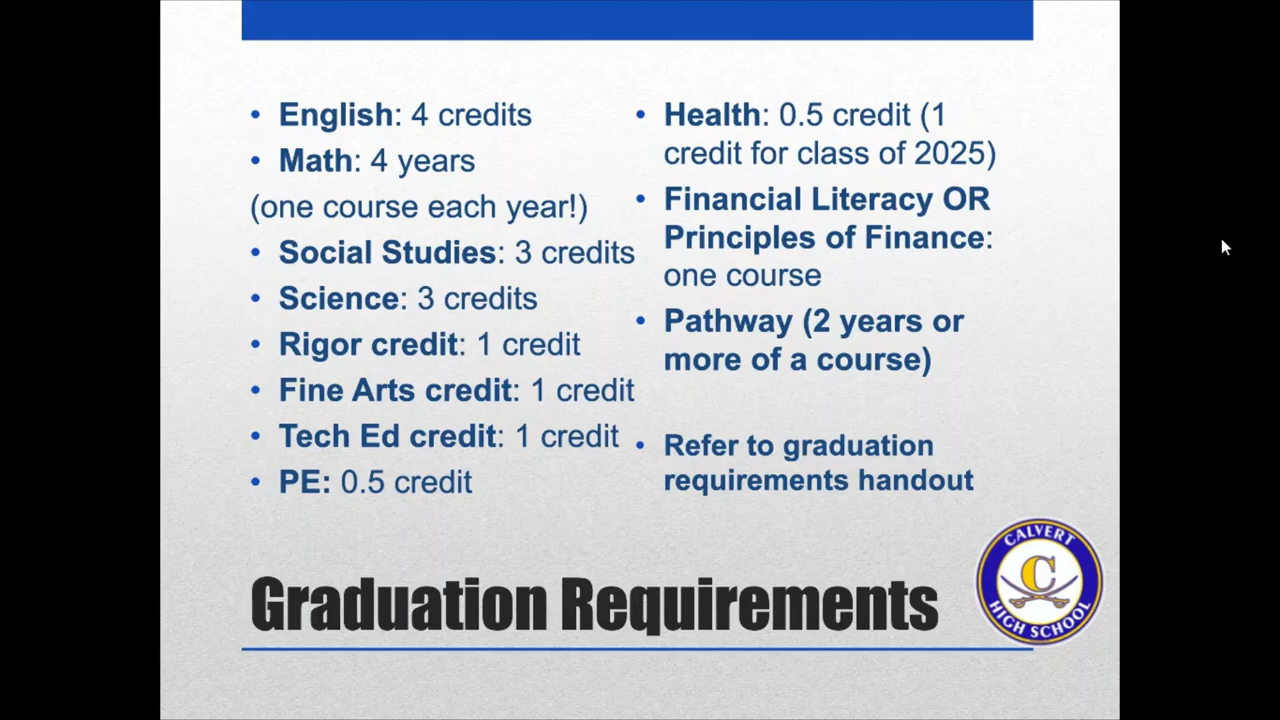 • English: 4 credits
• Math: 4 years
(one course each year!)
• Social Studies: 3 credits
• Science: 3 credits
• Rigor credit: 1 credit
• Fine Arts credit: 1 credit
• Tech Ed credit: 1 credit
• PE: 0.5 credit
• Health: 0.5 credit (1
credit for class of 2025)
• Financial Literacy OR
Principles of Finance:
one course
• Pathway (2 years or
more of a course)
• Refer to graduation
requirements handout
Graduation Requirements
CALVERT
C
HIGH SCHOOL